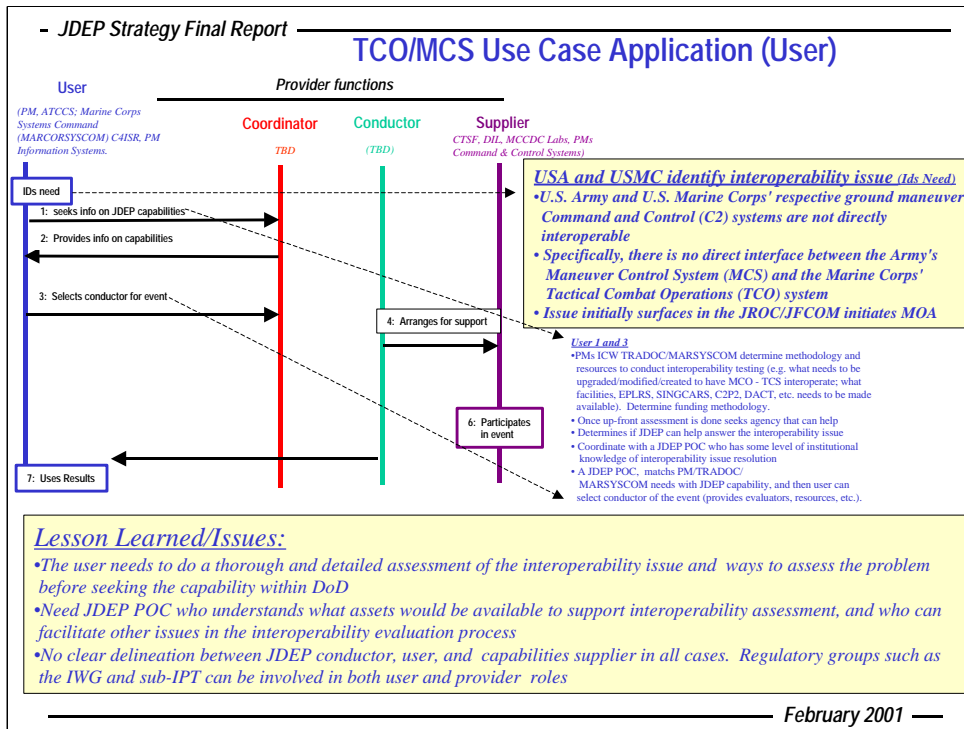 JDEP Strategy Final Report
TCO/MCS Use Case Application (User)
User
Provider functions
(PM, ATCCS; Marine Corps
Systems Command
(MARCORSYSCOM) C4ISR, PM
Information Systems.
Coordinator
TBD
Conductor
(TBD)
Supplier
CTSF, DIL, MCCDC Labs, PMs
Command & Control Systems)
IDs need
1: seeks info on JDEP capabilities
2: Provides info on capabilities
3: Selects conductor for event
4: Arranges for support
6: Participates
in event
7: Uses Results
USA and USMC identify interoperability issue (Ids Need)
•U.S. Army and U.S. Marine Corps' respective ground maneuver
Command and Control (C2) systems are not directly
interoperable
• Specifically, there is no direct interface between the Army's
Maneuver Control System (MCS) and the Marine Corps'
Tactical Combat Operations (TCO) system
• Issue initially surfaces in the JROC/JFCOM initiates MOA
User 1 and 3
•PMs ICW TRADOC/MARSYSCOM determine methodology and
resources to conduct interoperability testing (e.g. what needs to be
upgraded/modified/created to have MCO - TCS interoperate; what
facilities, EPLRS, SINGCARS, C2P2, DACT, etc. needs to be made
available). Determine funding methodology.
• Once up-front assessment is done seeks agency that can help
• Determines if JDEP can help answer the interoperability issue
• Coordinate with a JDEP POC who has some level of institutional
knowledge of interoperability issue resolution
• A JDEP POC, matchs PM/TRADOC/
MARSYSCOM needs with JDEP capability, and then user can
select conductor of the event (provides evaluators, resources, etc.).
Lesson Learned/Issues:
•The user needs to do a thorough and detailed assessment of the interoperability issue and ways to assess the problem
before seeking the capability within DoD
•Need JDEP POC who understands what assets would be available to support interoperability assessment, and who can
facilitate other issues in the interoperability evaluation process
•No clear delineation between JDEP conductor, user, and capabilities supplier in all cases. Regulatory groups such as
the IWG and sub-IPT can be involved in both user and provider roles
February 2001